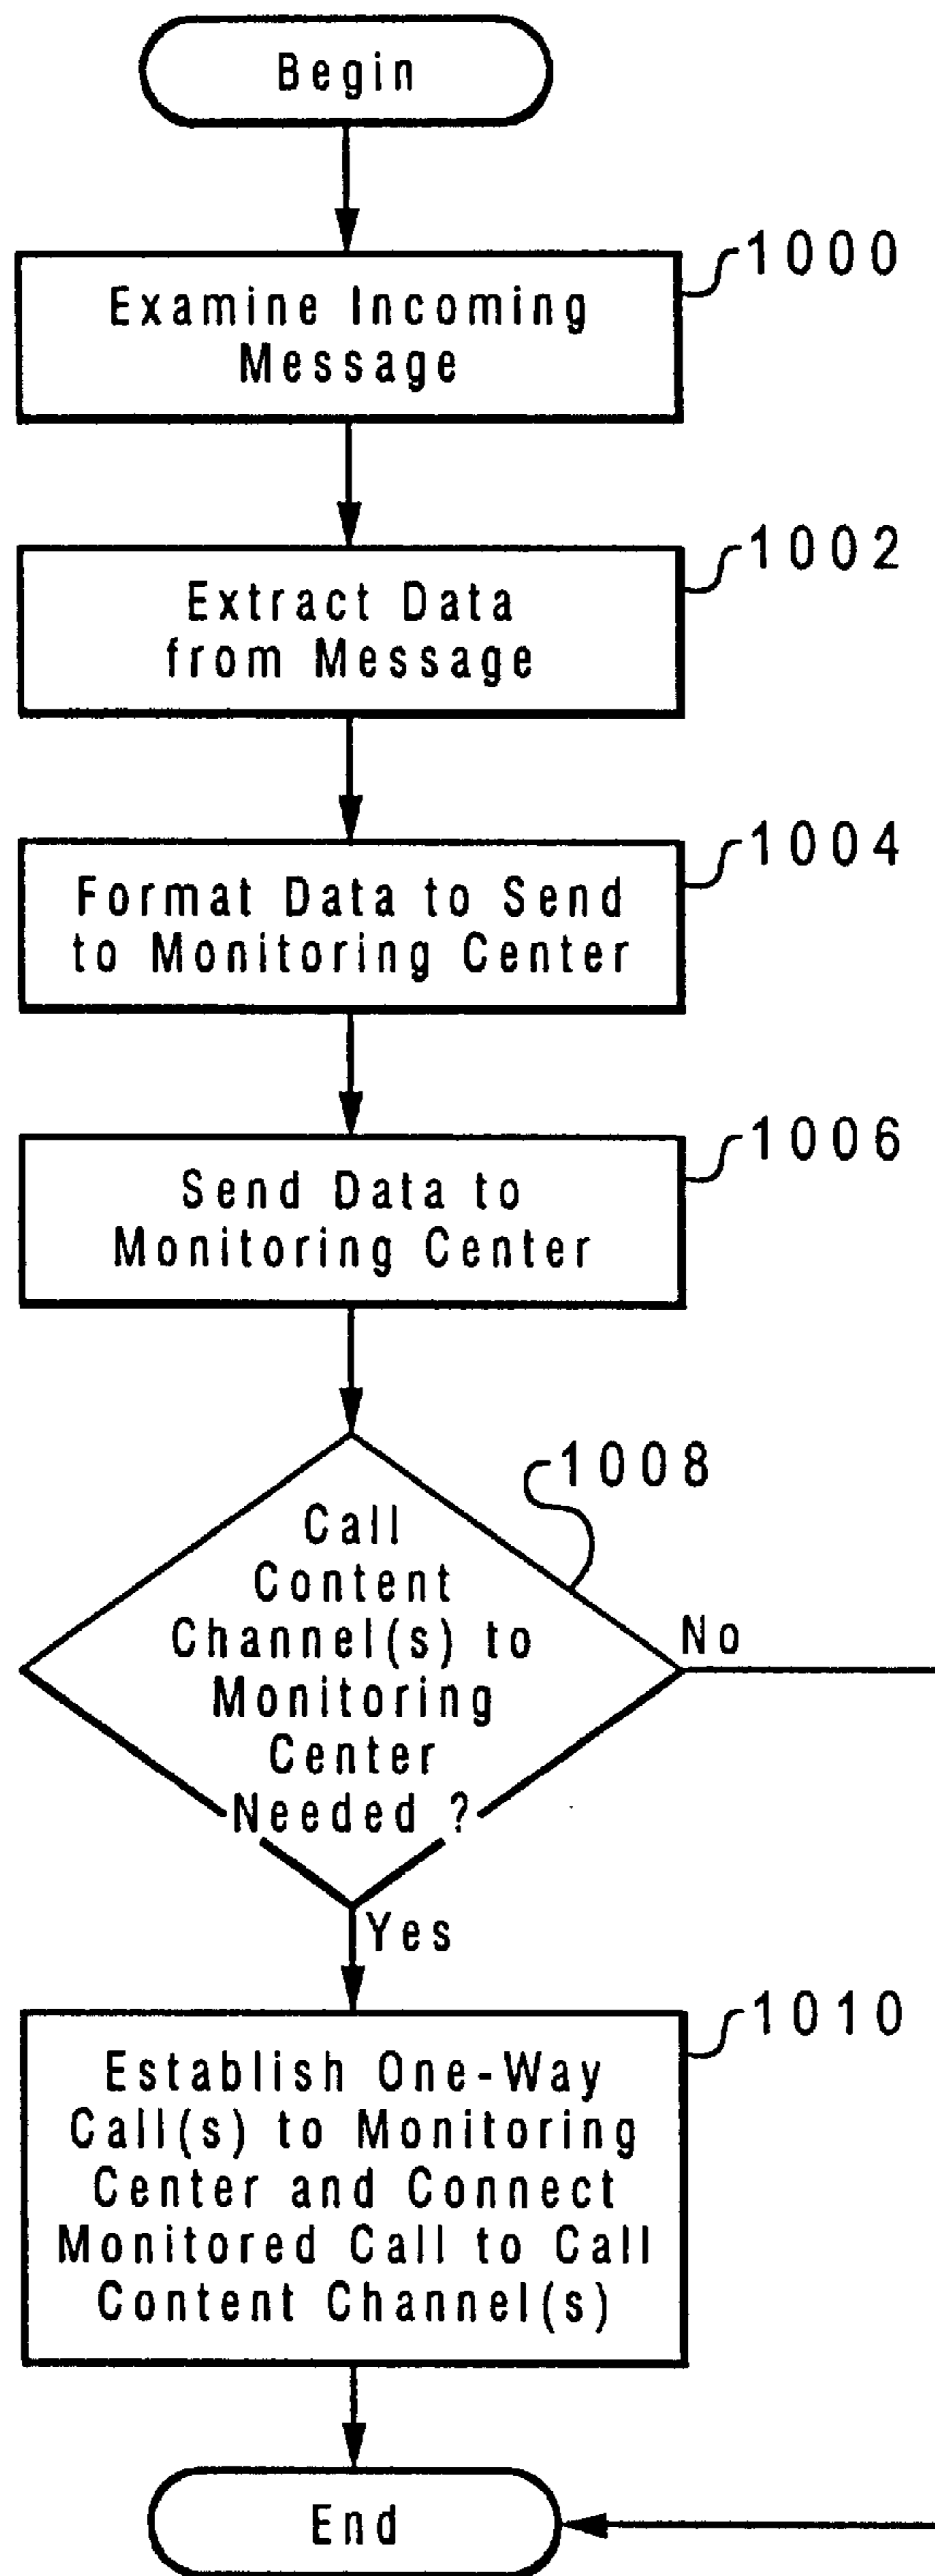 Begin
1000
Examine Incoming
Message
1002
Extract Data
from Message
1004
Format Data to Send
to Monitoring Center
1006
Send Data to
Monitoring Center
1008
Call
Content
Channel(s) to
Monitoring
Center
Needed ?
No
Yes
1010
Establish One-Way
Call(s) to Monitoring
Center and Connect
Monitored Call to Call
Content Channel(s)
End